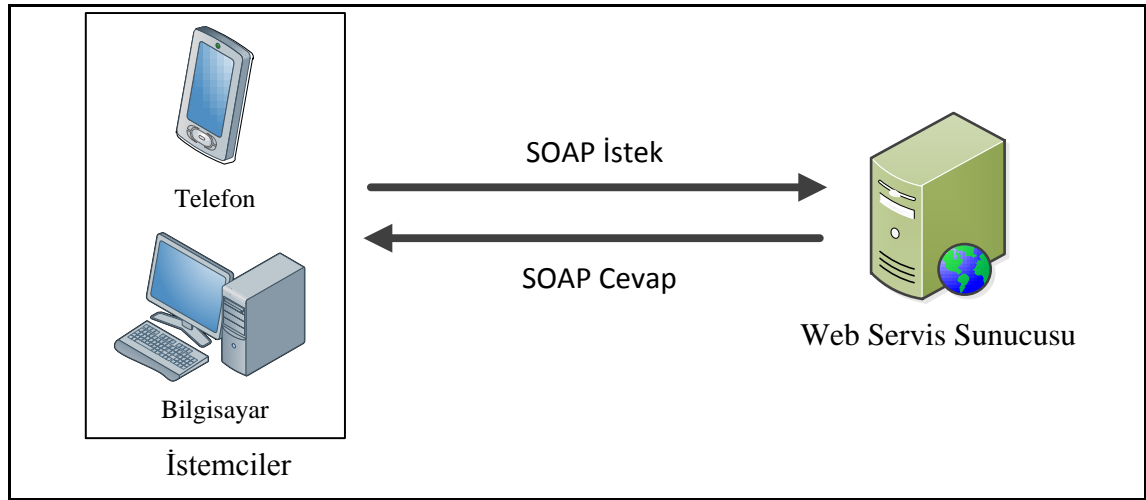 Telefon
Bilgisayar
İstemciler
SOAP İstek
SOAP Cevap
Web Servis Sunucusu